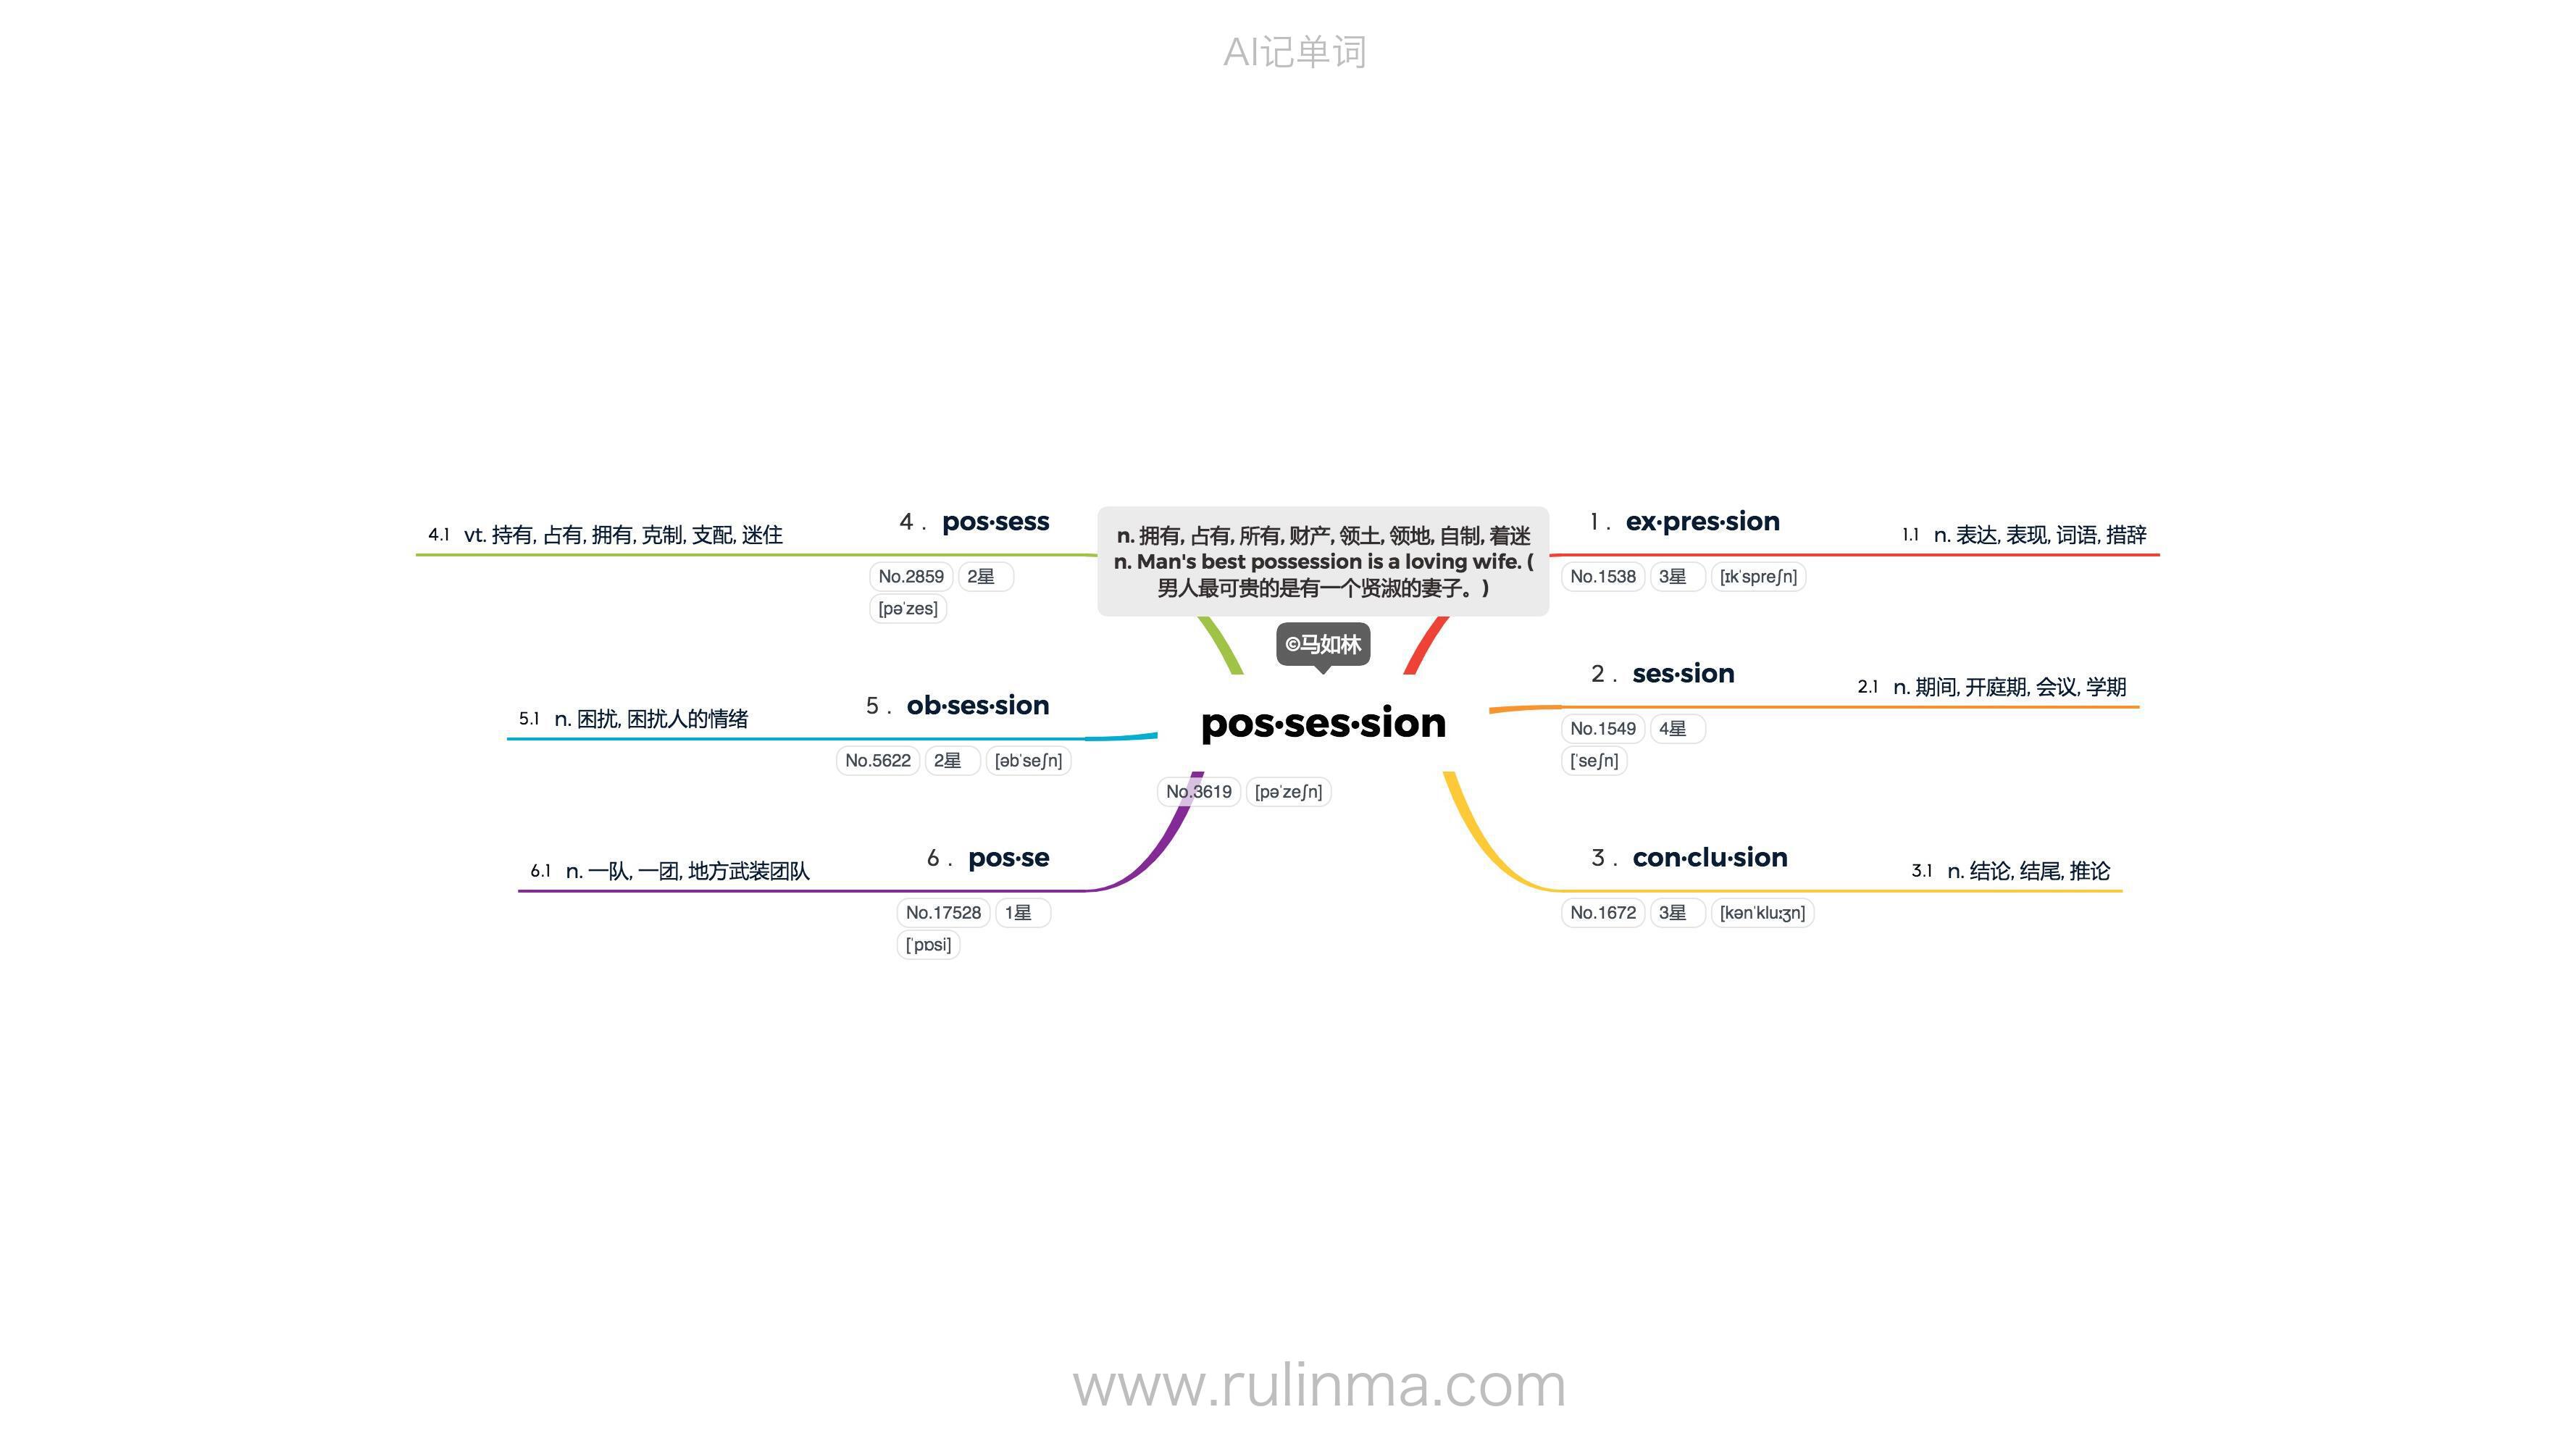 AI记单词
n. 拥有, 占有, 所有, 财产, 领土, 领地, 自制, 着迷
n. Man's best possession is a loving wife. (
男人最可贵的是有一个贤淑的妻子。)
©马如林
pos·ses·sion
No.3619 [pəˈzeʃn]
1 . ex·pres·sion
No.1538 3星 [ɪkˈspreʃn]
1.1 n. 表达, 表现, 词语, 措辞
2 . ses·sion
No.1549 4星
[ˈseʃn]
2.1 n. 期间, 开庭期, 会议, 学期
3 . con·clu·sion
No.1672 3星 [kənˈkluːʒn]
3.1 n. 结论, 结尾, 推论
4 . pos·sess
No.2859 2星
[pəˈzes]
4.1 vt. 持有, 占有, 拥有, 克制, 支配, 迷住
5 . ob·ses·sion
No.5622 2星 [əbˈseʃn]
5.1 n. 困扰, 困扰人的情绪
6 . pos·se
No.17528 1星
[ˈpɒsi]
6.1 n. 一队, 一团, 地方武装团队
www.rulinma.com